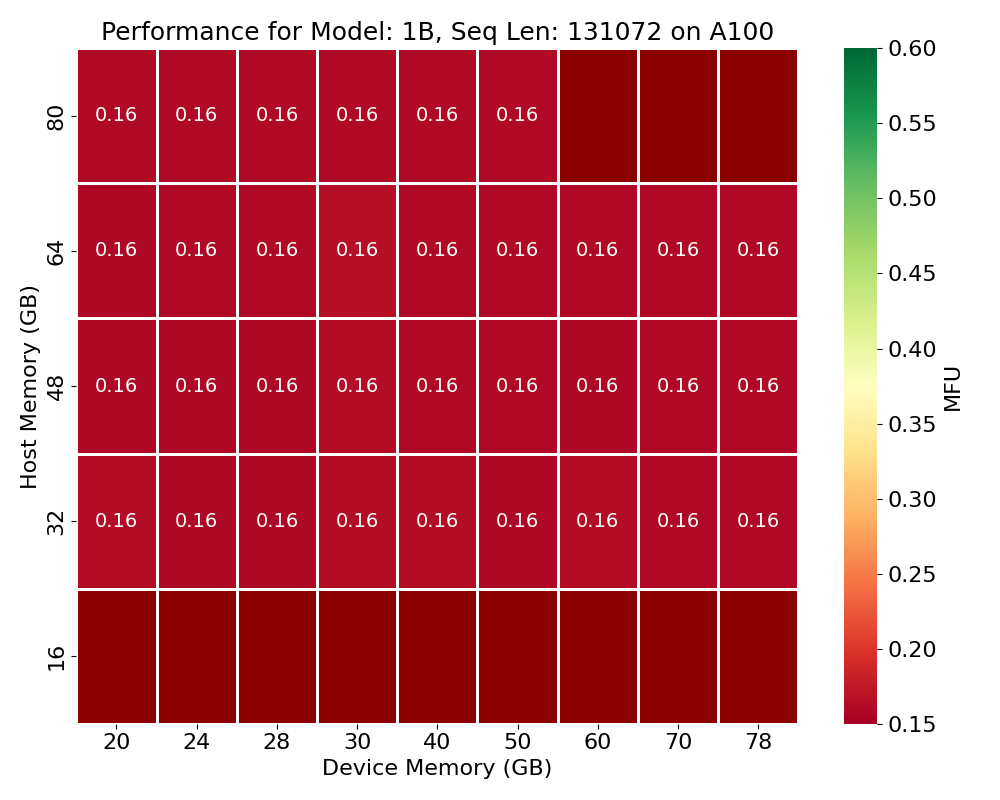 Performance for Model: 1B, Seq Len: 131072 on A100
Host Memory (GB)
80
0.16 0.16 0.16 0.16 0.16 0.16
64
0.16 0.16 0.16 0.16 0.16 0.16 0.16 0.16 0.16
48
0.16 0.16 0.16 0.16 0.16 0.16 0.16 0.16 0.16
32
0.16 0.16 0.16 0.16 0.16 0.16 0.16 0.16 0.16
16
20 24 28 30 40 50 60 70 78
Device Memory (GB)
0.60
0.55
0.50
0.45
0.40
0.35
0.30
0.25
0.20
0.15
MFU